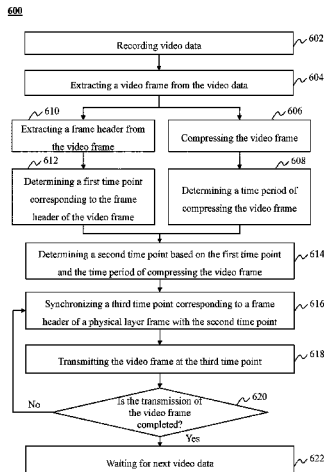 600
Recording video data
602
Extracting a video frame from the video data
604
610
606
Extracting a frame header from
the video frame
Compressing the video frame
612
608
Determining a first time point
corresponding to the frame
header of the video frame
Determining a time period of
compressing the video frame
Determining a second time point based on the first time point
and the time period of compressing the video frame
614
Synchronizing a third time point corresponding to a frame
header of a physical layer frame with the second time point
616
Transmitting the video frame at the third time point
618
No
Is the transmission of
the video frame
completed?
620
Yes
Waiting for next video data
622